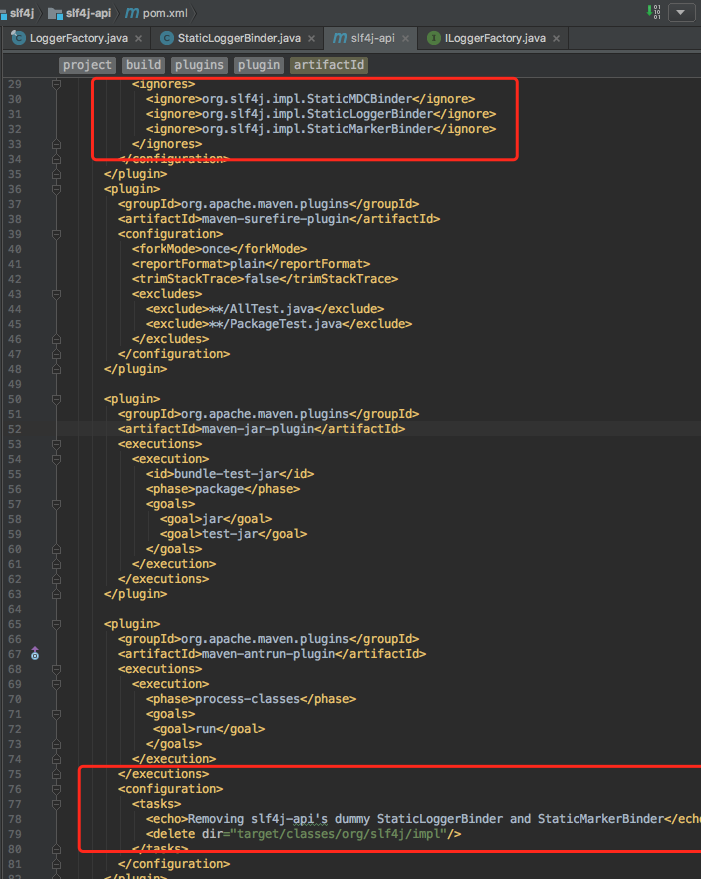 slf4j slf4j-api m pom.xml
LoggerFactory.java StaticLoggerBinder.java m slf4j-api ILoggerFactory.java
project build plugins plugin artifactId
29 <ignores>
30 <ignore>org.slf4j.impl.StaticMDCBinder</ignore>
31 <ignore>org.slf4j.impl.StaticLoggerBinder</ignore>
32 <ignore>org.slf4j.impl.StaticMarkerBinder</ignore>
33 </ignores>
34 </configuration>
35 </plugin>
36 <plugin>
37 <groupId>org.apache.maven.plugins</groupId>
38 <artifactId>maven-surefire-plugin</artifactId>
39 <configuration>
40 <forkMode>once</forkMode>
41 <reportFormat>plain</reportFormat>
42 <trimStackTrace>false</trimStackTrace>
43 <excludes>
44 <exclude>**/AllTest.java</exclude>
45 <exclude>**/PackageTest.java</exclude>
46 </excludes>
47 </configuration>
48 </plugin>
49
50 <plugin>
51 <groupId>org.apache.maven.plugins</groupId>
52 <artifactId>maven-jar-plugin</artifactId>
53 <executions>
54 <execution>
55 <id>bundle-test-jar</id>
56 <phase>package</phase>
57 <goals>
58 <goal>jar</goal>
59 <goal>test-jar</goal>
60 </goals>
61 </execution>
62 </executions>
63 </plugin>
64
65 <plugin>
66 <groupId>org.apache.maven.plugins</groupId>
67 <artifactId>maven-antrun-plugin</artifactId>
68 <executions>
69 <execution>
70 <phase>process-classes</phase>
71 <goals>
72 <goal>run</goal>
73 </goals>
74 </execution>
75 </executions>
76 <configuration>
77 <tasks>
78 <echo>Removing slf4j-api's dummy StaticLoggerBinder and StaticMarkerBinder</echo
79 <delete dir="target/classes/org/slf4j/impl"/>
80 </tasks>
81 </configuration>
82 </plugin>